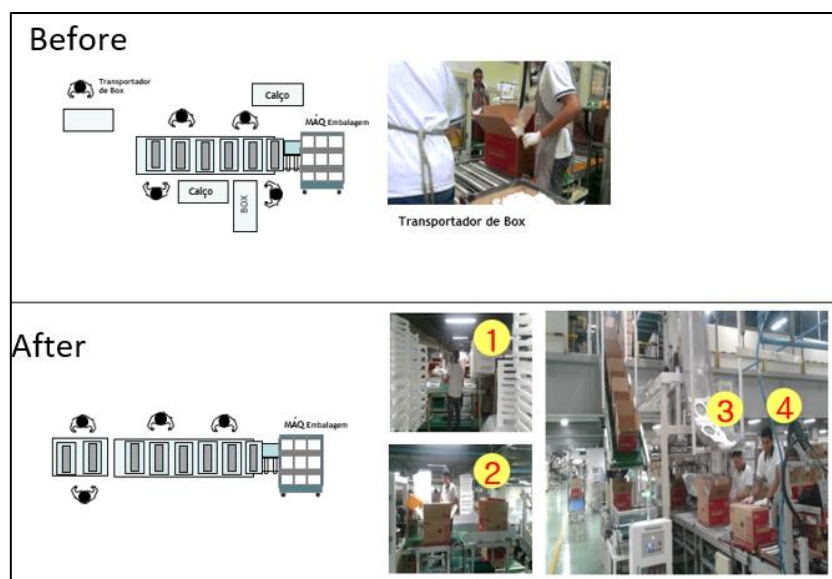 Before
Transportador
de Box
Calço
MÁQ Embalagem
Calço
BOX
Transportador de Box
After
MÁQ Embalagem
1
2
3
4